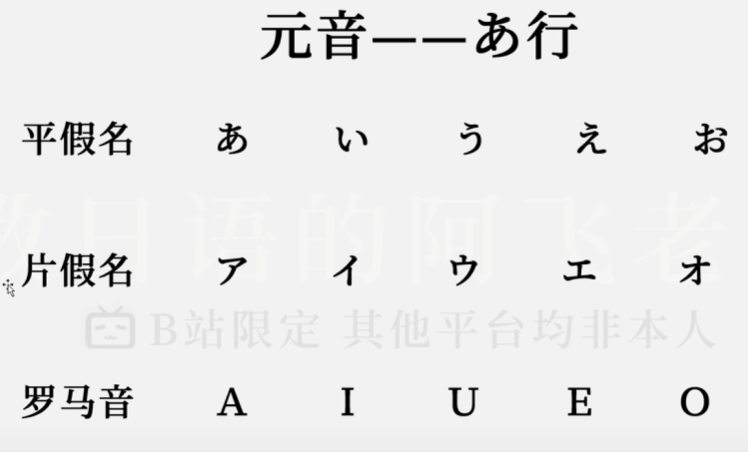 元音——あ行
平假名 あ い う え お
教日语的阿飞老
片假名 ア イ ウ エ オ
B站限定 其他平台均非本人
罗马音 A I U E O